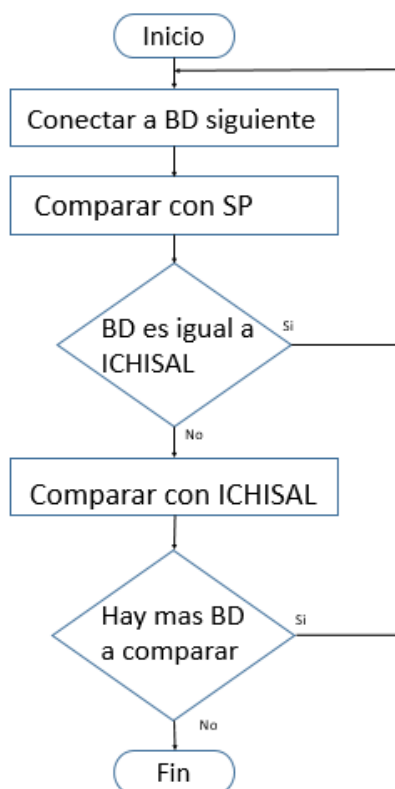 Inicio
Conectar a BD siguiente
Comparar con SP
BD es igual a
ICHISAL
Si
No
Comparar con ICHISAL
Hay mas BD
a comparar
Si
No
Fin